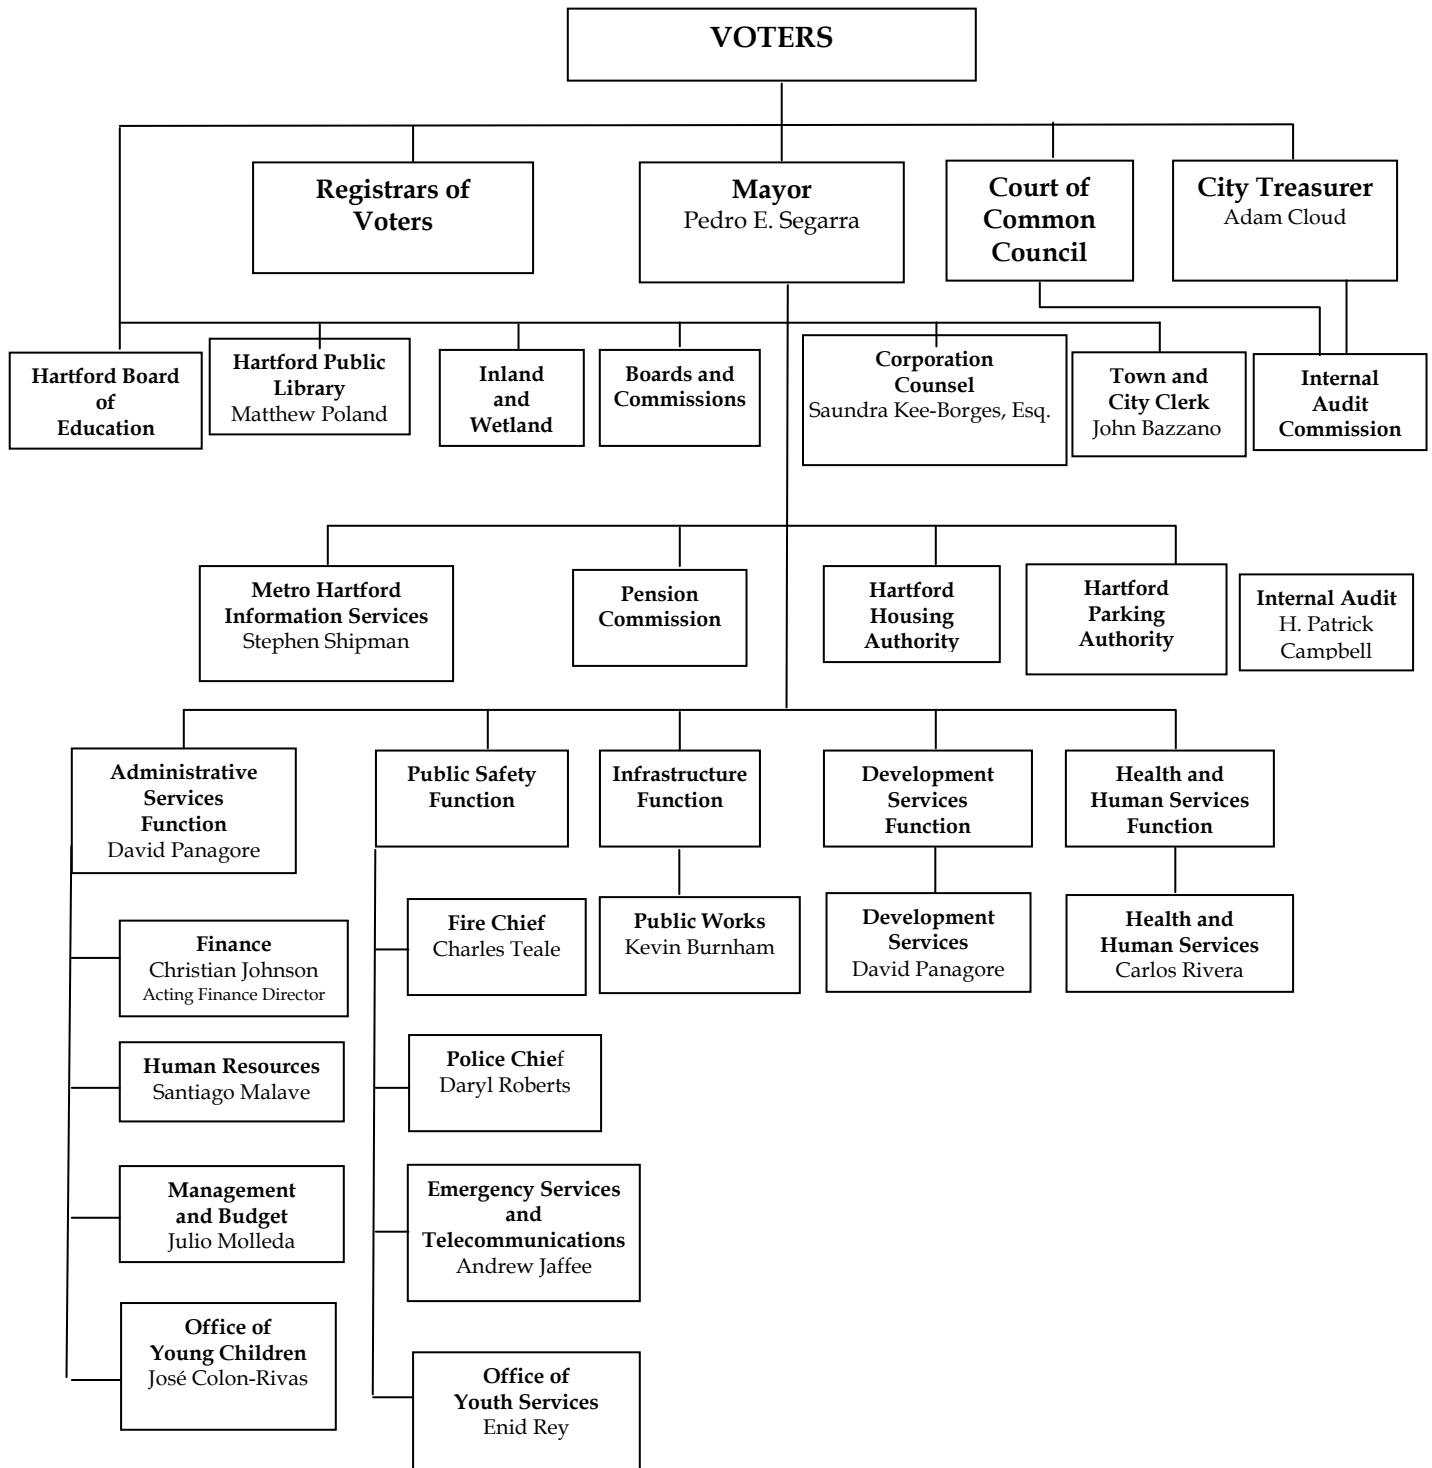 VOTERS
Registrars of
Voters
Mayor
Pedro E. Segarra
Court of
Common
Council
City Treasurer
Adam Cloud
Hartford Board
of
Education
Hartford Public
Library
Matthew Poland
Inland
and
Wetland
Boards and
Commissions
Corporation
Counsel
Saundra Kee-Borges, Esq.
Town and
City Clerk
John Bazzano
Internal
Audit
Commission
Metro Hartford
Information Services
Stephen Shipman
Pension
Commission
Hartford
Housing
Authority
Hartford
Parking
Authority
Internal Audit
H. Patrick
Campbell
Administrative
Services
Function
David Panagore
Public Safety
Function
Infrastructure
Function
Development
Services
Function
Health and
Human Services
Function
Finance
Christian Johnson
Acting Finance Director
Fire Chief
Charles Teale
Public Works
Kevin Burnham
Development
Services
David Panagore
Health and
Human Services
Carlos Rivera
Human Resources
Santiago Malave
Police Chief
Daryl Roberts
Management
and Budget
Julio Molleda
Emergency Services
and
Telecommunications
Andrew Jaffee
Office of
Young Children
José Colon-Rivas
Office of
Youth Services
Enid Rey